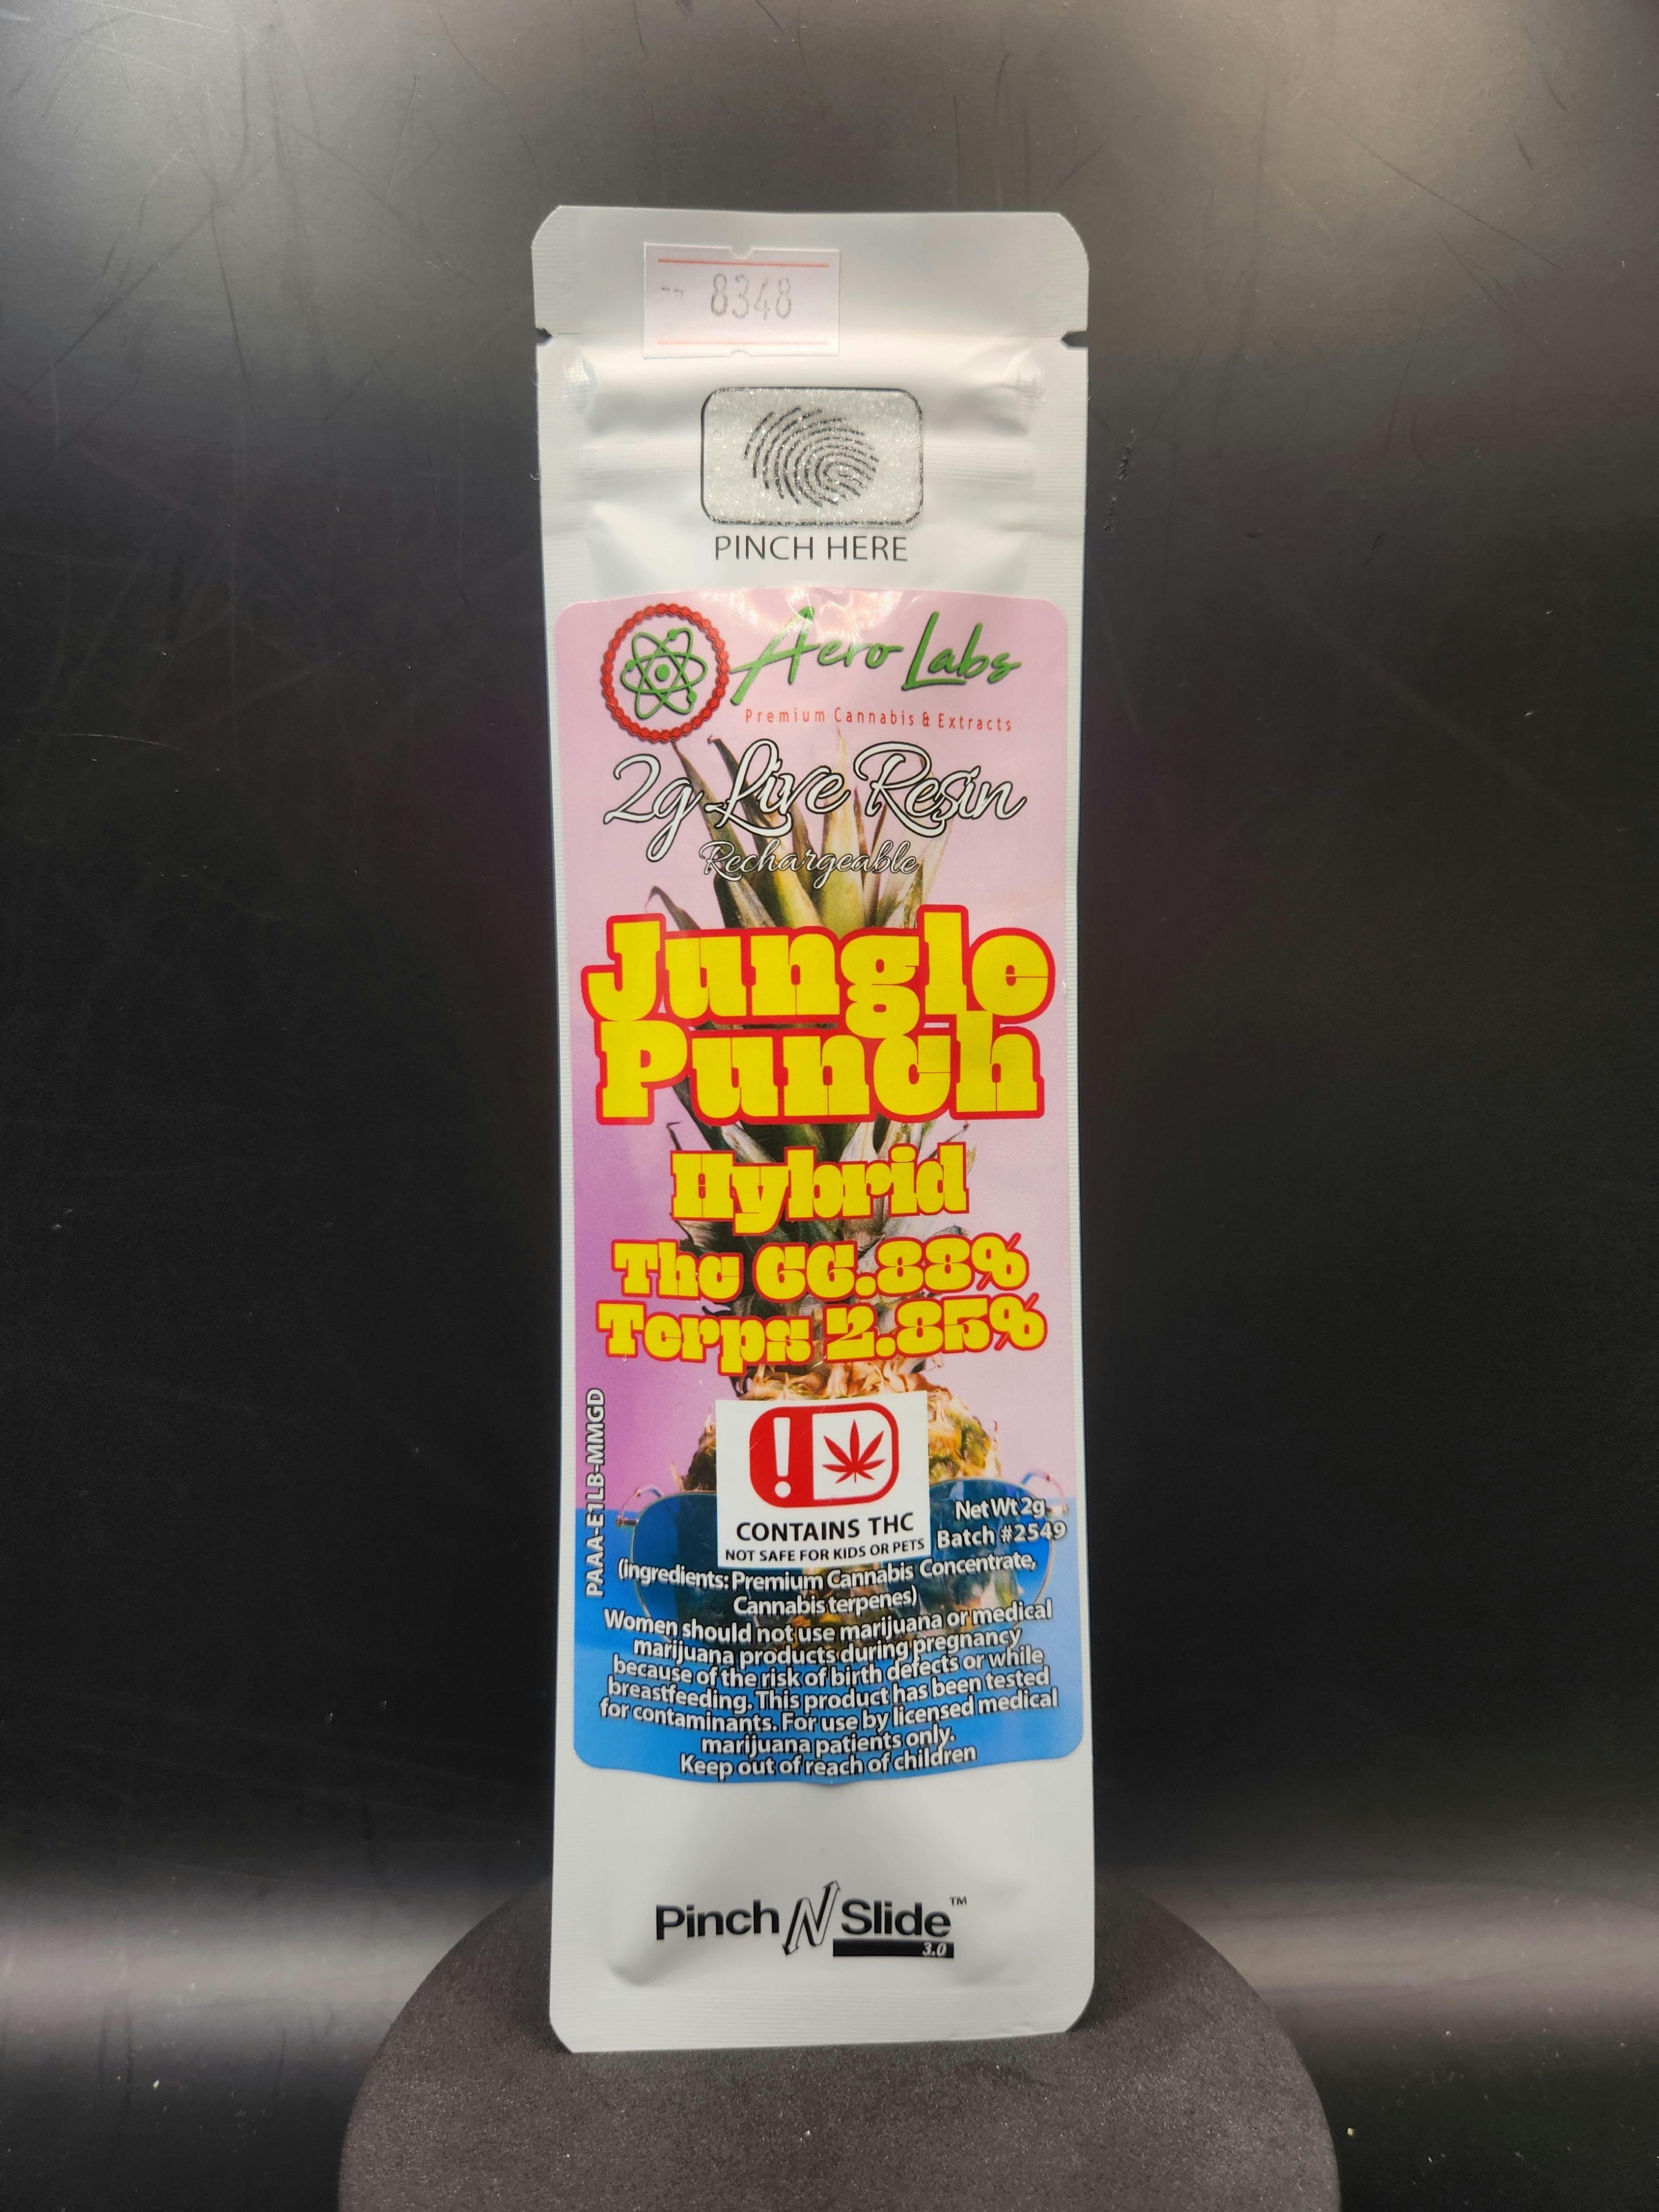 8348
PINCH HERE
Aero Labs
Premium Cannabis & Extracts
2g Live Resin
Rechargeable
Jungle
Punch
Hybrid
Thc 66.88%
Terps 2.85%
PAAA-E1LB-MMGD
CONTAINS THC
NOT SAFE FOR KIDS OR PETS
Net Wt 2g
Batch #2549
(ingredients: Premium Cannabis Concentrate,
Cannabis terpenes)
Women should not use marijuana or medical
marijuana products during pregnancy
because of the risk of birth defects or while
breastfeeding. This product has been tested
for contaminants. For use by licensed medical
marijuana patients only.
Keep out of reach of children
Pinch N Slide™
3.0